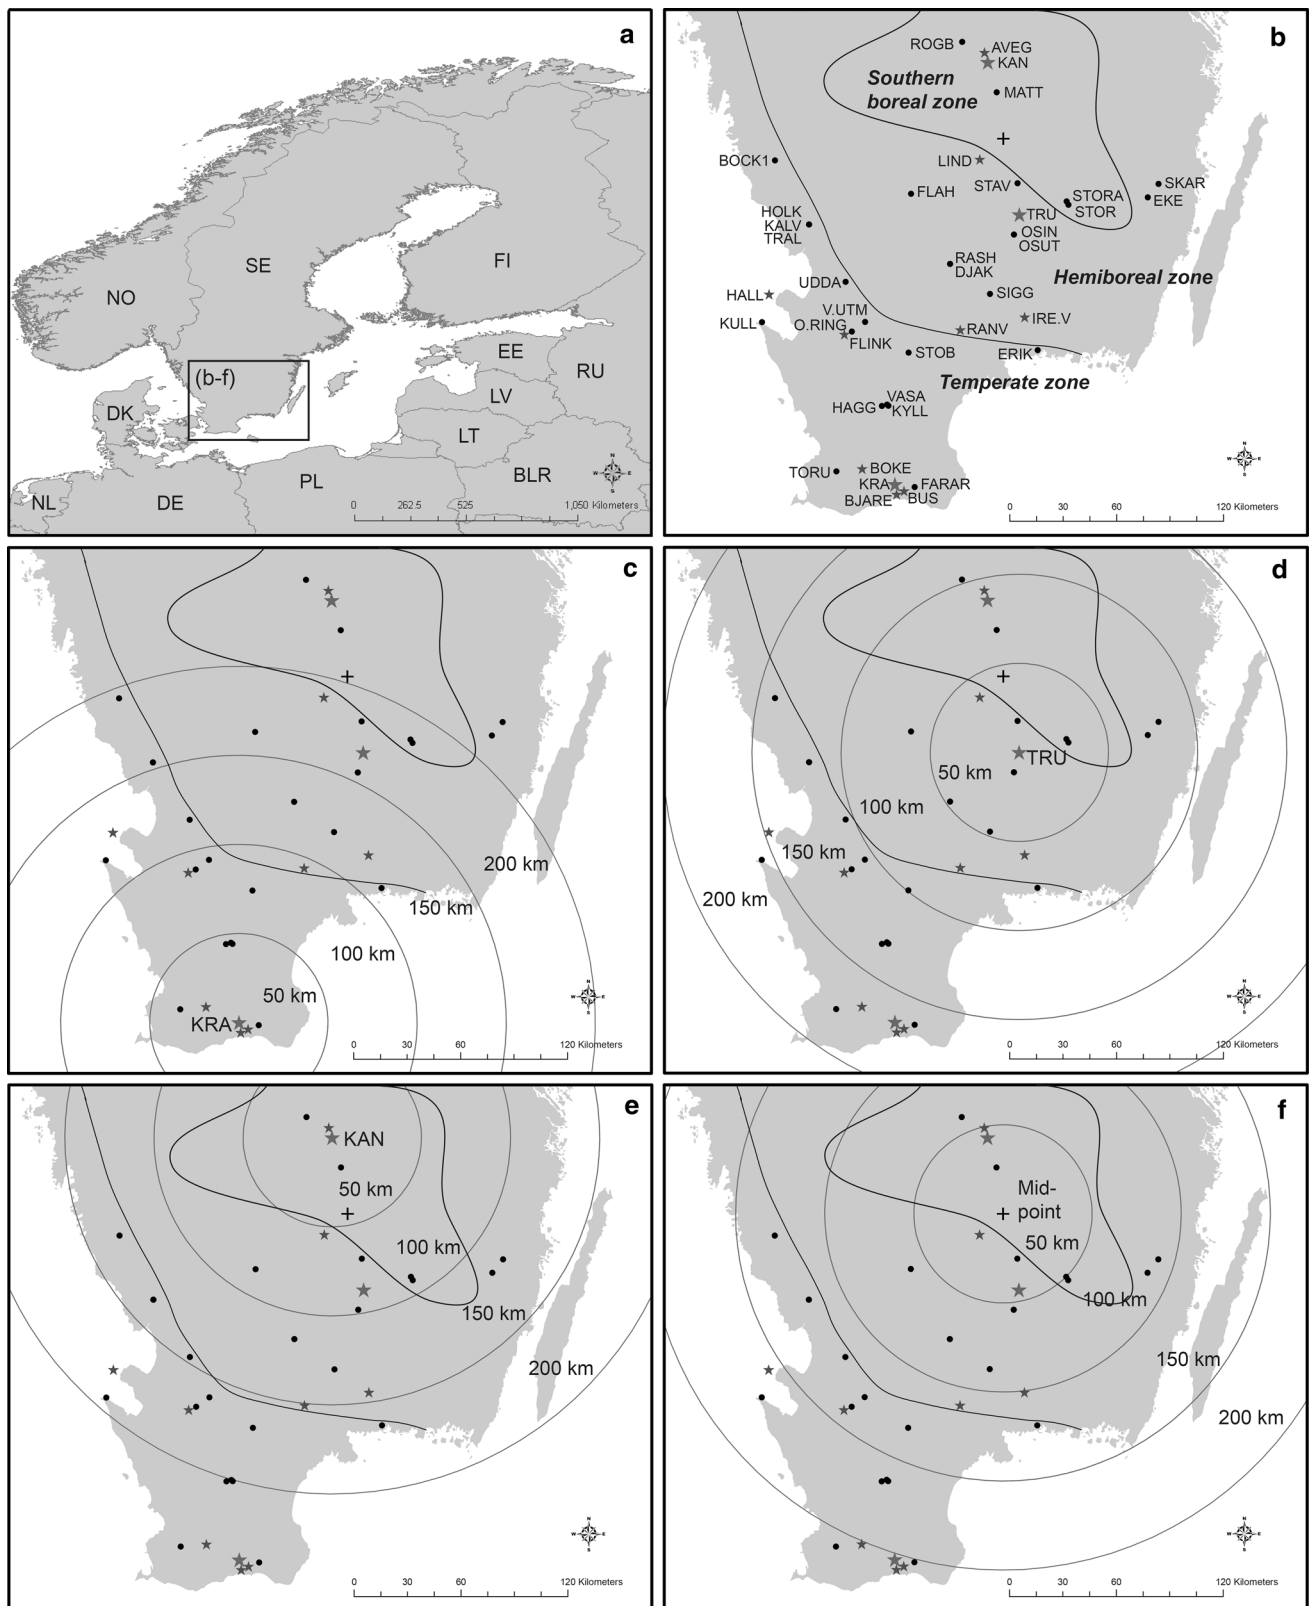 a
NO
SE
FI
EE
RU
LV
LT
DK
BLR
PL
NL
DE
(b-f)
N
W E
S
0 262.5 525 1,050 Kilometers
b
ROGB
AVEG
KAN
Southern
boreal zone
MATT
BOCK1
LIND
STAV
SKAR
EKE
FLAH
STORA
STOR
HOLK
KALV
TRAL
TRU
OSIN
OSUT
RASH
DJAK
Hemiboreal zone
UDDA
HALL
SIGG
V.UTM
KULL
O.RING
IRE.V
RANV
FLINK
STOB
ERIK
Temperate zone
VASA
HAGG
KYLL
TORU
BOKE
KRA
FARAR
BJARE
BUS
N
W E
S
0 30 60 120 Kilometers
c
200 km
150 km
100 km
50 km
KRA
N
W E
S
0 30 60 120 Kilometers
d
TRU
50 km
100 km
150 km
200 km
N
W E
S
0 30 60 120 Kilometers
e
KAN
50 km
100 km
150 km
200 km
N
W E
S
0 30 60 120 Kilometers
f
Mid-
point
50 km
100 km
150 km
200 km
N
W E
S
0 30 60 120 Kilometers